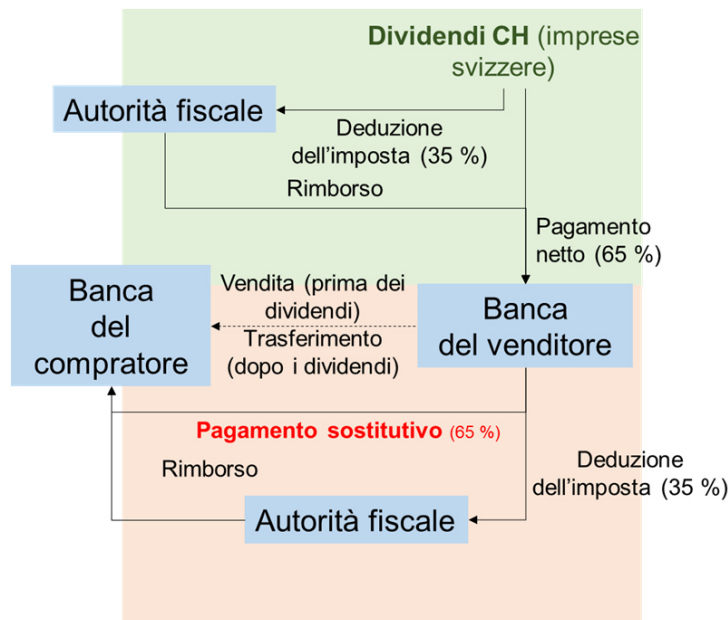 Dividendi CH (imprese
svizzere)
Autorità fiscale
Deduzione
dell'imposta (35 %)
Rimborso
Pagamento
netto (65 %)
Banca
del
compratore
Vendita (prima dei
dividendi)
Trasferimento
(dopo i dividendi)
Banca
del venditore
Pagamento sostitutivo (65 %)
Rimborso
Deduzione
dell'imposta (35 %)
Autorità fiscale